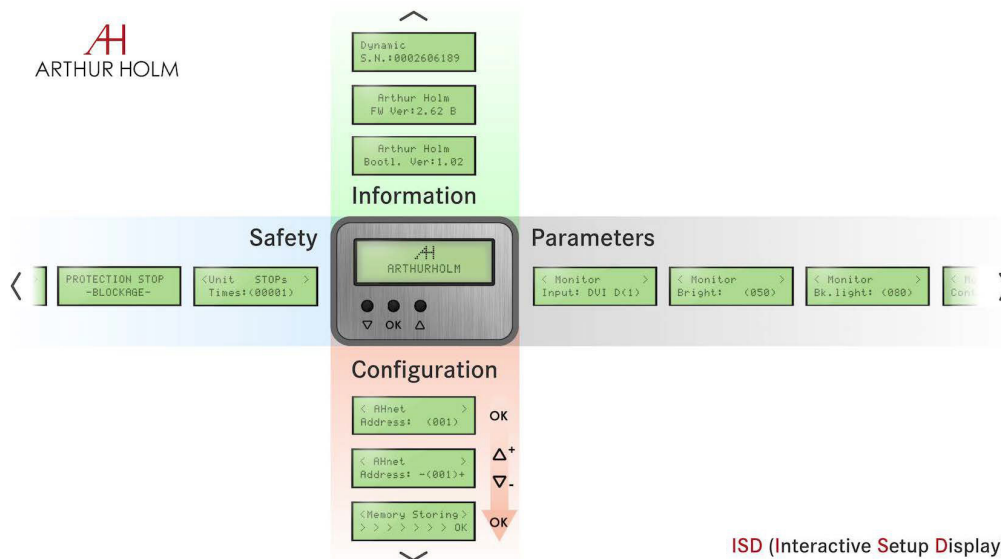 AH
ARTHUR HOLM
Dynamic
S.N.:0002606189
Arthur Holm
FW Ver:2.62 B
Arthur Holm
Bootl. Ver:1.02
Information
Safety
Parameters
>
PROTECTION STOP
-BLOCKAGE-
<Unit STOPs >
Times:(00001)
AH
ARTHURHOLM
▽ OK △
< Monitor >
Input: DVI D(1)
< Monitor >
Bright: (050)
< Monitor >
Bk.light: (080)
Configuration
< AHnet >
Address: (001)
OK
< AHnet >
Address: -(001)+
△+
▽-
<Memory Storing>
> > > > > > > OK
OK
ISD (Interactive Setup Display